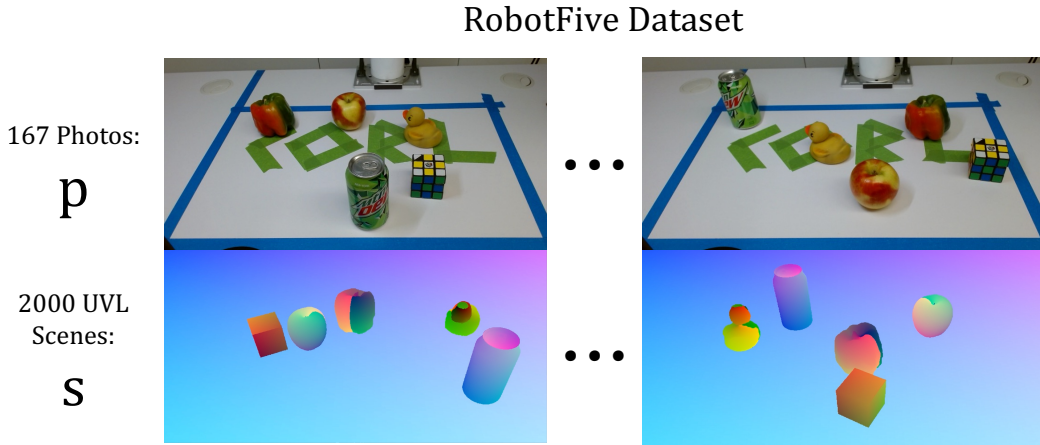 RobotFive Dataset
167 Photos:
p
• • •
2000 UVL
Scenes:
s
• • •